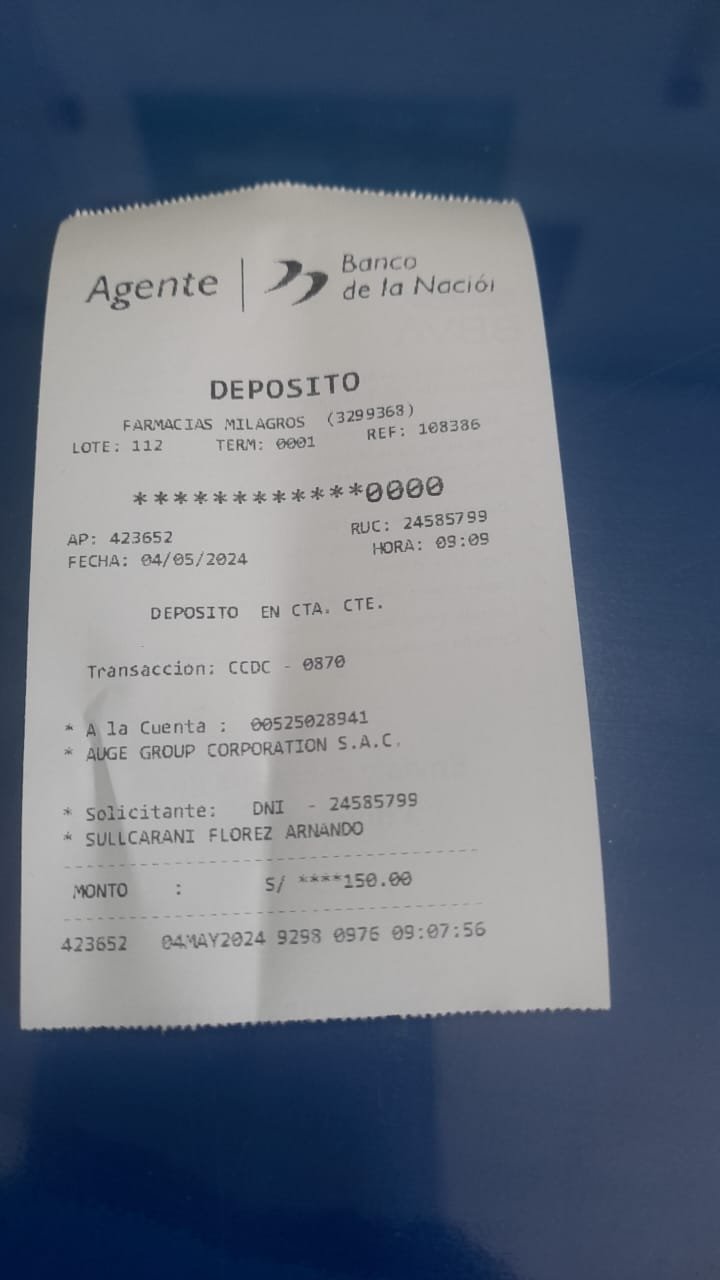 Agente | Banco
de la Nación
DEPOSITO
FARMACIAS MILAGROS (3299368)
LOTE: 112 TERM: 0001 REF: 108386
************0000
AP: 423652 RUC: 24585799
FECHA: 04/05/2024 HORA: 09:09
DEPOSITO EN CTA. CTE.
Transaccion: CCDC - 0870
* A la Cuenta : 00525028941
* AUGE GROUP CORPORATION S.A.C.
* Solicitante: DNI - 24585799
* SULLCARANI FLOREZ ARNANDO
MONTO : S/ ****150.00
423652 04MAY2024 9298 0976 09:07:56